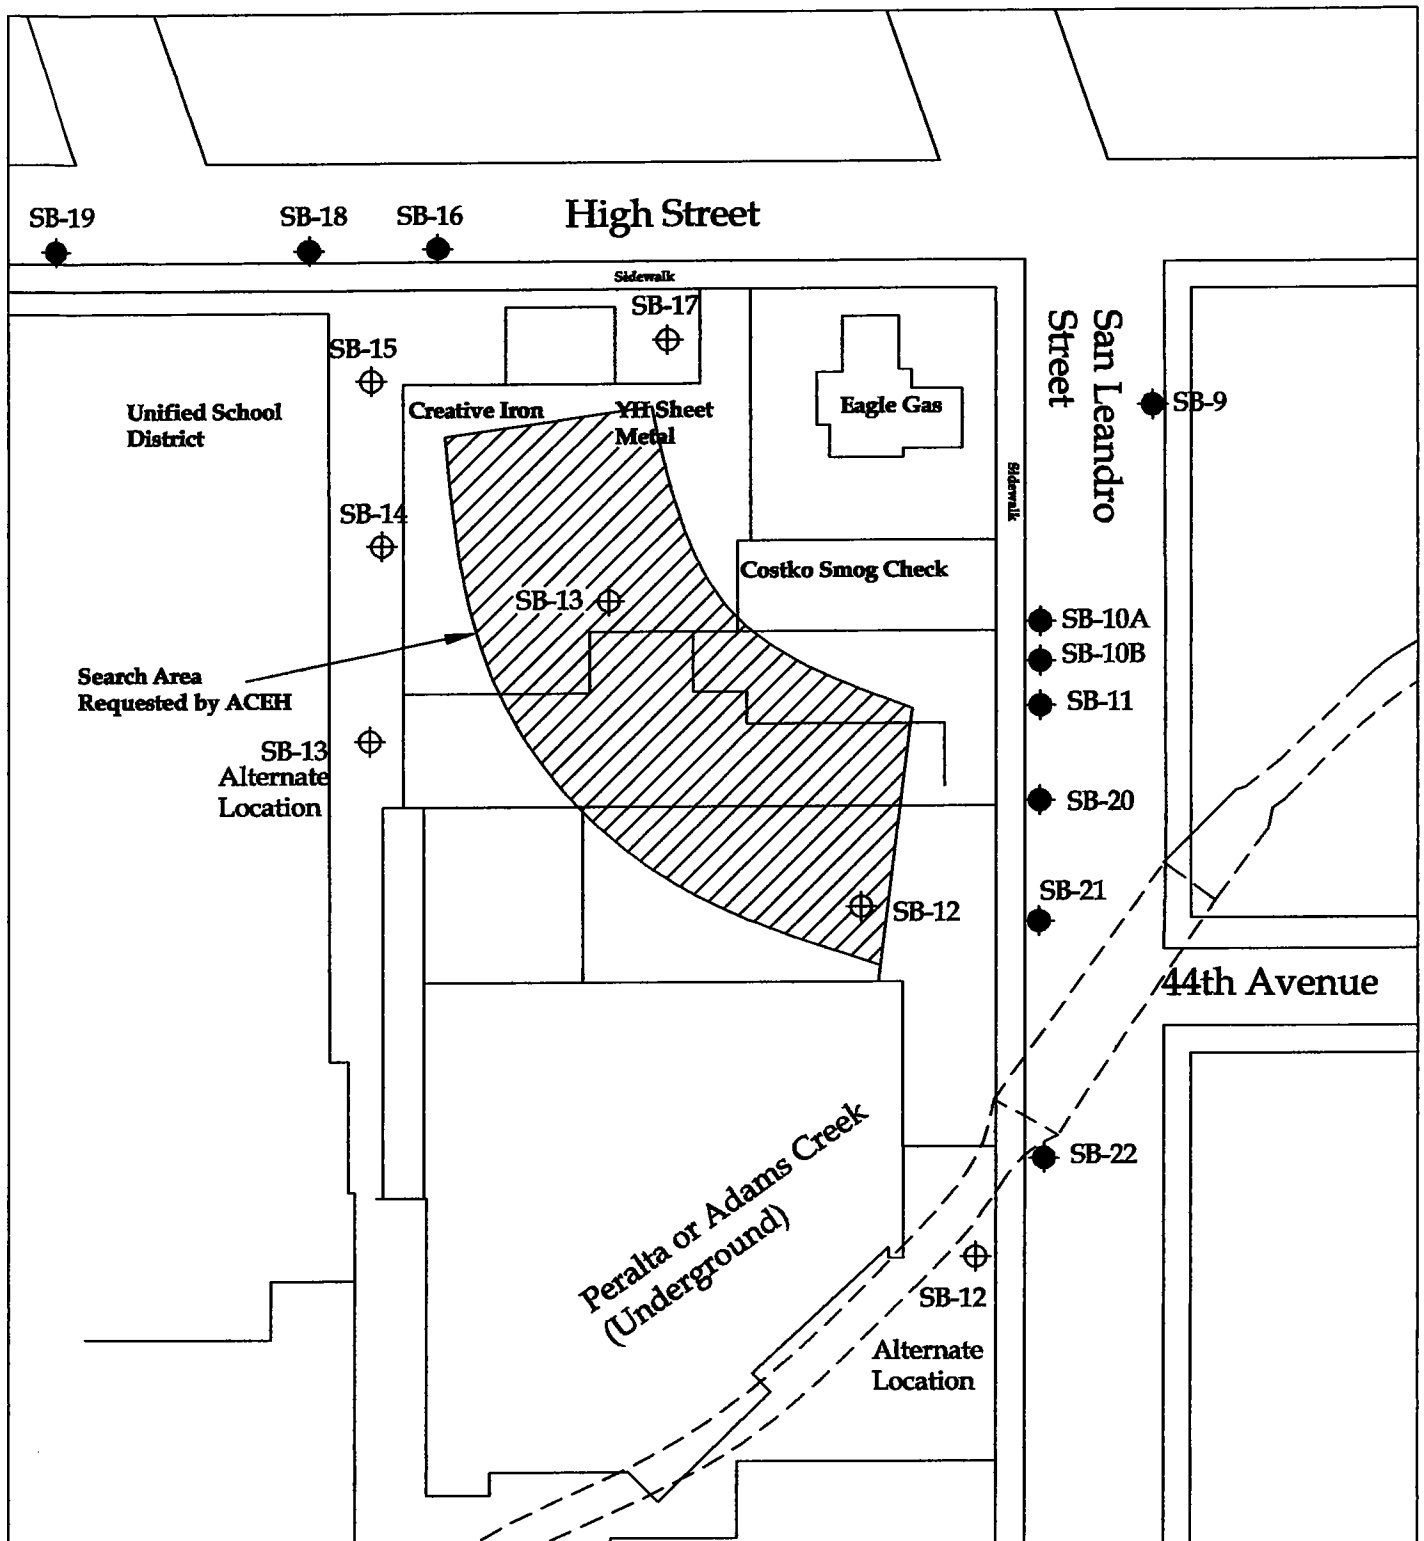 High Street
SB-19
SB-18
SB-16
Sidewalk
SB-17
San Leandro
Street
SB-15
SB-9
Unified School
District
Creative Iron
YH Sheet
Metal
Eagle Gas
Sidewalk
SB-14
Costko Smog Check
SB-13
SB-10A
SB-10B
Search Area
Requested by ACEH
SB-11
SB-13
Alternate
Location
SB-20
SB-21
SB-12
44th Avenue
Peralta or Adams Creek
(Underground)
SB-22
SB-12
Alternate
Location